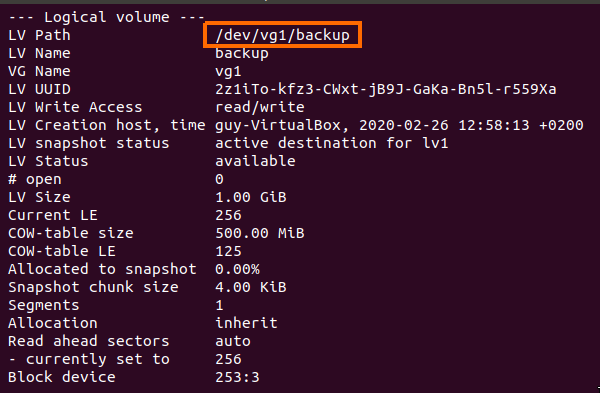 --- Logical volume ---
LV Path                /dev/vg1/backup
LV Name                backup
VG Name                vg1
LV UUID                2z1iTo-kfz3-CWxt-jB9J-GaKa-Bn5l-r559Xa
LV Write Access        read/write
LV Creation host, time guy-VirtualBox, 2020-02-26 12:58:13 +0200
LV snapshot status     active destination for lv1
LV Status              available
# open                 0
LV Size                1.00 GiB
Current LE             256
COW-table size         500.00 MiB
COW-table LE           125
Allocated to snapshot  0.00%
Snapshot chunk size    4.00 KiB
Segments               1
Allocation             inherit
Read ahead sectors     auto
- currently set to     256
Block device           253:3